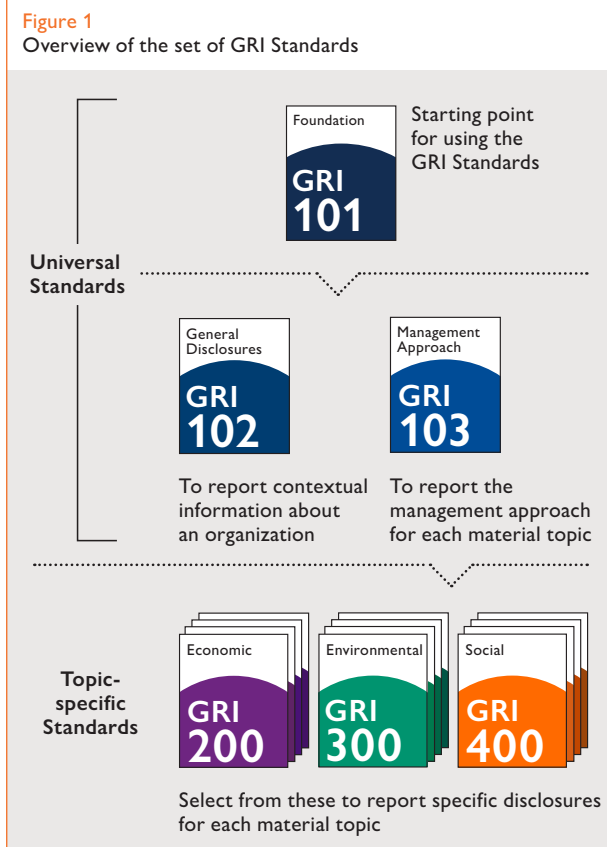 Figure 1
Overview of the set of GRI Standards
Foundation
GRI
101
Starting point
for using the
GRI Standards
Universal
Standards
General
Disclosures
GRI
102
Management
Approach
GRI
103
To report contextual
information about
an organization
To report the
management approach
for each material topic
Topic-
specific
Standards
Economic
GRI
200
Environmental
GRI
300
Social
GRI
400
Select from these to report specific disclosures
for each material topic